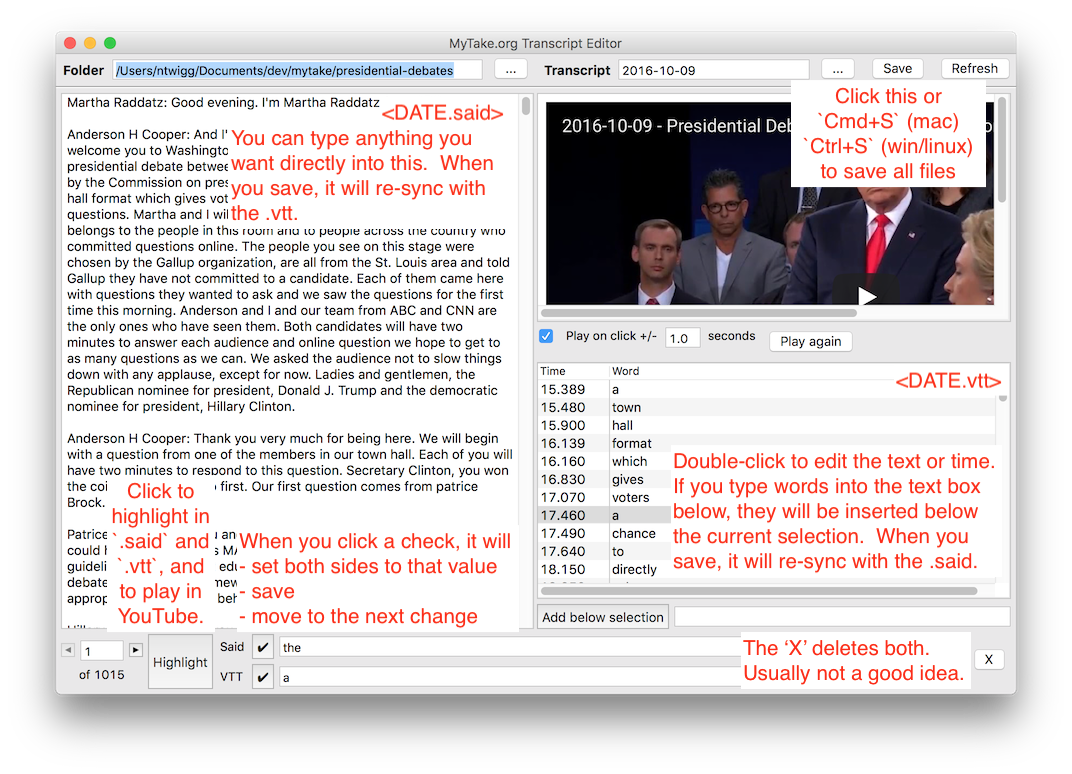 MyTake.org Transcript Editor
Folder /Users/ntwigg/Documents/dev/mytake/presidential-debates ... Transcript 2016-10-09 ... Save Refresh
Martha Raddatz: Good evening. I'm Martha Raddatz
<DATE.said>
Anderson H Cooper: And I'
welcome you to Washingto
presidential debate betwee
by the Commission on pres
hall format which gives vot
questions. Martha and I wil
You can type anything you
want directly into this. When
you save, it will re-sync with
the .vtt.
belongs to the people in this room and to people across the country who
committed questions online. The people you see on this stage were
chosen by the Gallup organization, are all from the St. Louis area and told
Gallup they have not committed to a candidate. Each of them came here
with questions they wanted to ask and we saw the questions for the first
time this morning. Anderson and I and our team from ABC and CNN are
the only ones who have seen them. Both candidates will have two
minutes to answer each audience and online question we hope to get to
as many questions as we can. We asked the audience not to slow things
down with any applause, except for now. Ladies and gentlemen, the
Republican nominee for president, Donald J. Trump and the democratic
nominee for president, Hillary Clinton.
Anderson H Cooper: Thank you very much for being here. We will begin
with a question from one of the members in our town hall. Each of you will
have two minutes to respond to this question. Secretary Clinton, you won
the coi first. Our first question comes from patrice
Brock.
Patrice
could h
guideli
debate
approp
Click to
highlight in
`.said` and
`.vtt`, and
to play in
YouTube.
When you click a check, it will
- set both sides to that value
- save
- move to the next change
2016-10-09 - Presidential Deb
Click this or
`Cmd+S` (mac)
`Ctrl+S` (win/linux)
to save all files
Play on click +/- 1.0 seconds Play again
Time Word
<DATE.vtt>
15.389 a
15.480 town
15.900 hall
16.139 format
16.160 which
16.830 gives
17.070 voters
17.460 a
17.490 chance
17.640 to
18.150 directly
Double-click to edit the text or time.
If you type words into the text box
below, they will be inserted below
the current selection. When you
save, it will re-sync with the .said.
Add below selection
1
of 1015
Highlight
Said ✔ the
VTT ✔ a
The ‘X’ deletes both.
Usually not a good idea.
X